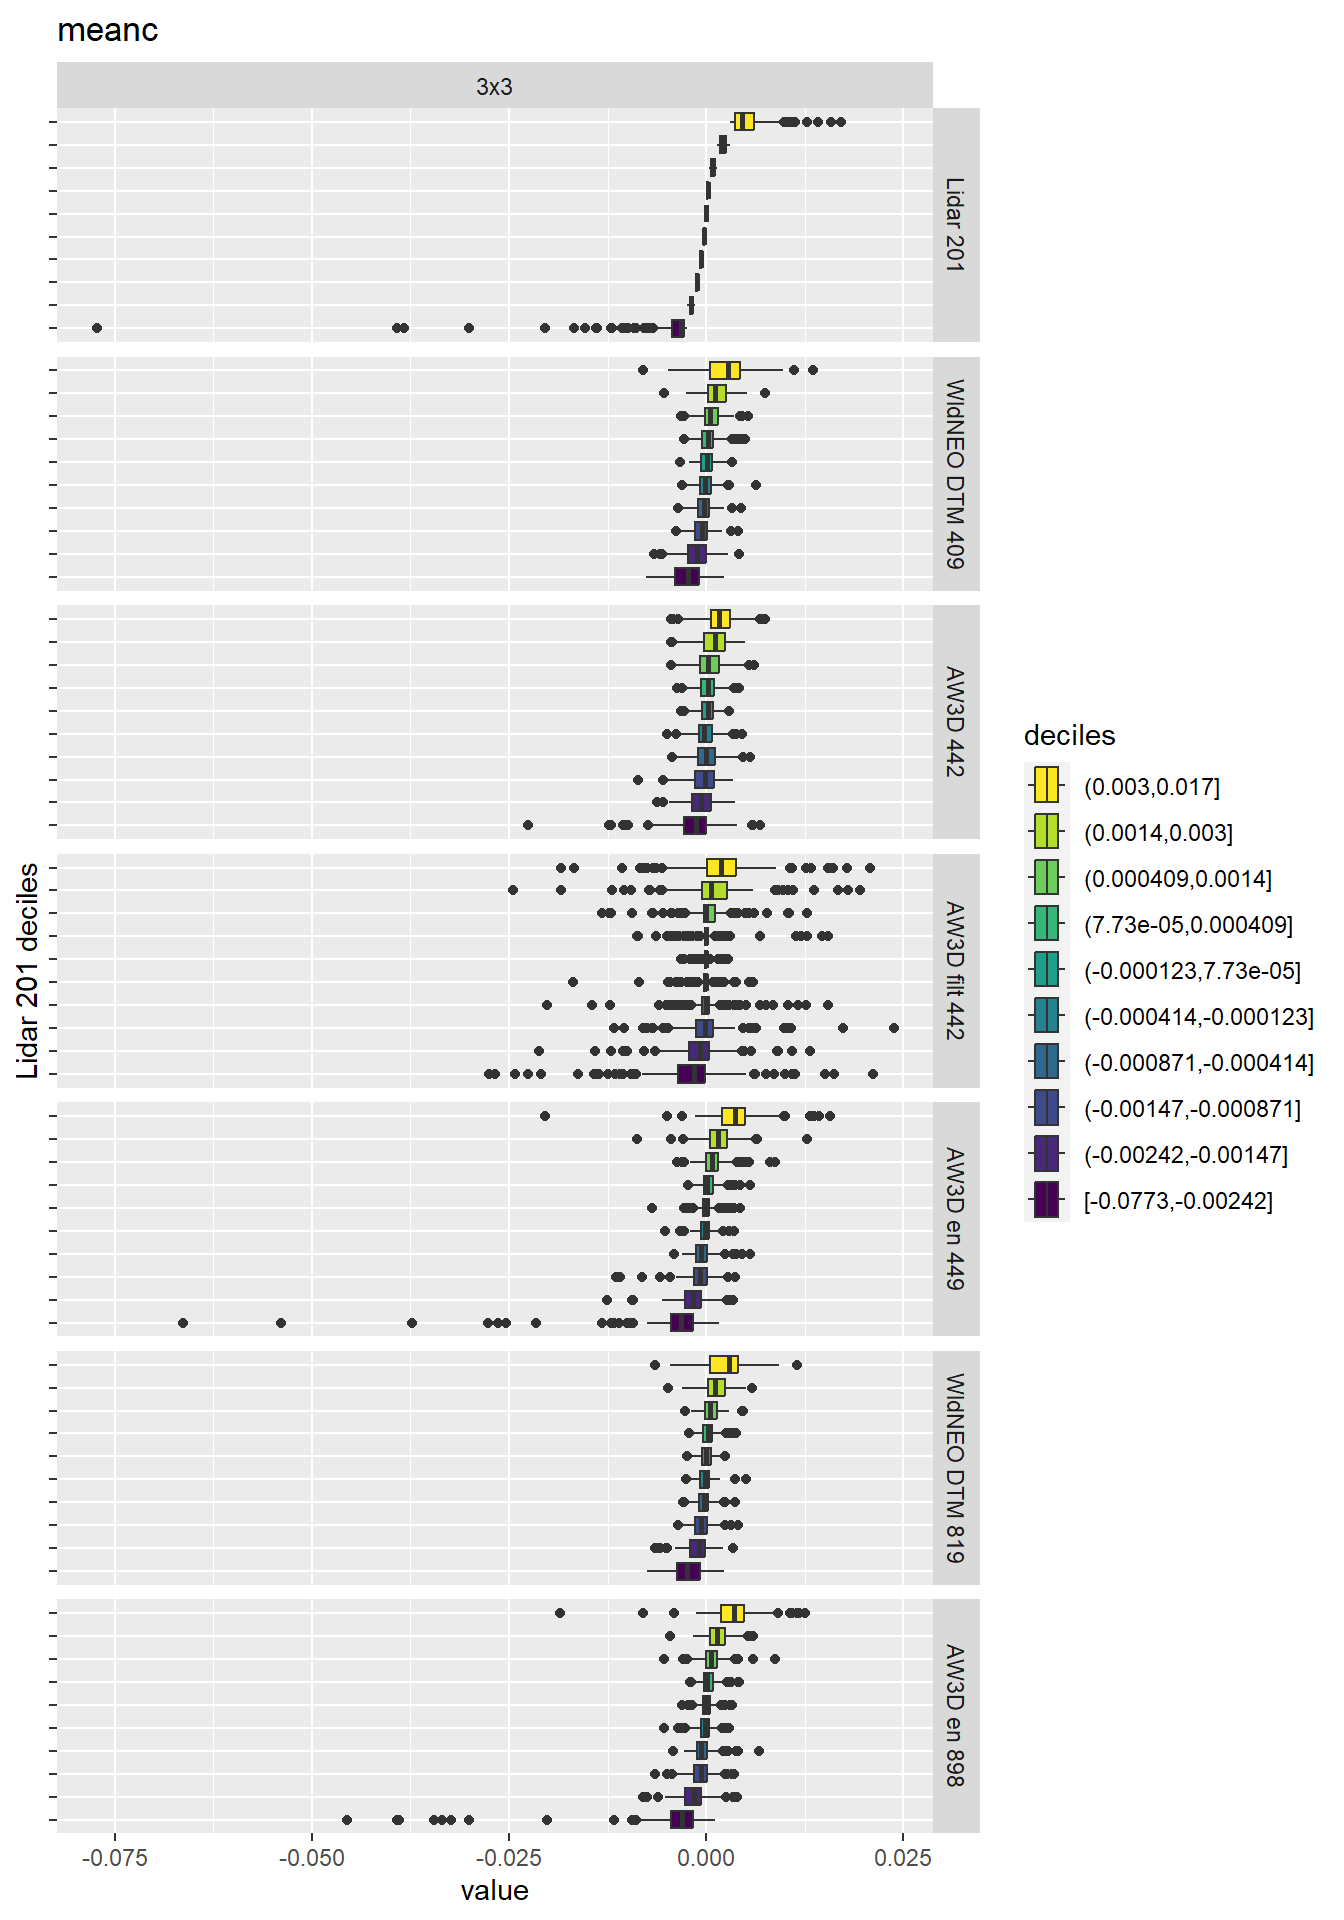 meanc
3x3
Lidar 201
WldNEO DTM 409
AW3D 442
AW3D filt 442
AW3D en 449
WldNEO DTM 819
AW3D en 898
Lidar 201 deciles
-0.075 -0.050 -0.025 0.000 0.025
value
deciles
(0.003,0.017]
(0.0014,0.003]
(0.000409,0.0014]
(7.73e-05,0.000409]
(-0.000123,7.73e-05]
(-0.000414,-0.000123]
(-0.000871,-0.000414]
(-0.00147,-0.000871]
(-0.00242,-0.00147]
[-0.0773,-0.00242]